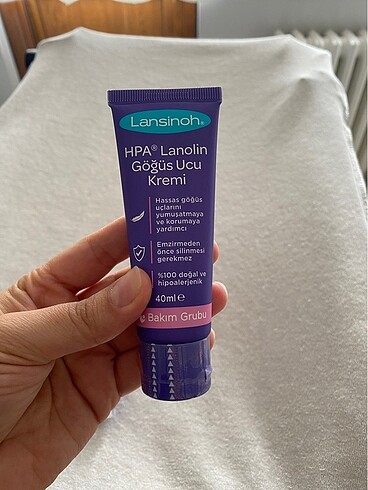 Lansinoh®
HPA® Lanolin
Göğüs Ucu
Kremi
Hassas göğüs
uçlarını
yumuşatmaya
ve korumaya
yardımcı
Emzirmeden
önce silinmesi
gerekmez
%100 doğal ve
hipoalerjenik
40ml e
Bakım Grubu